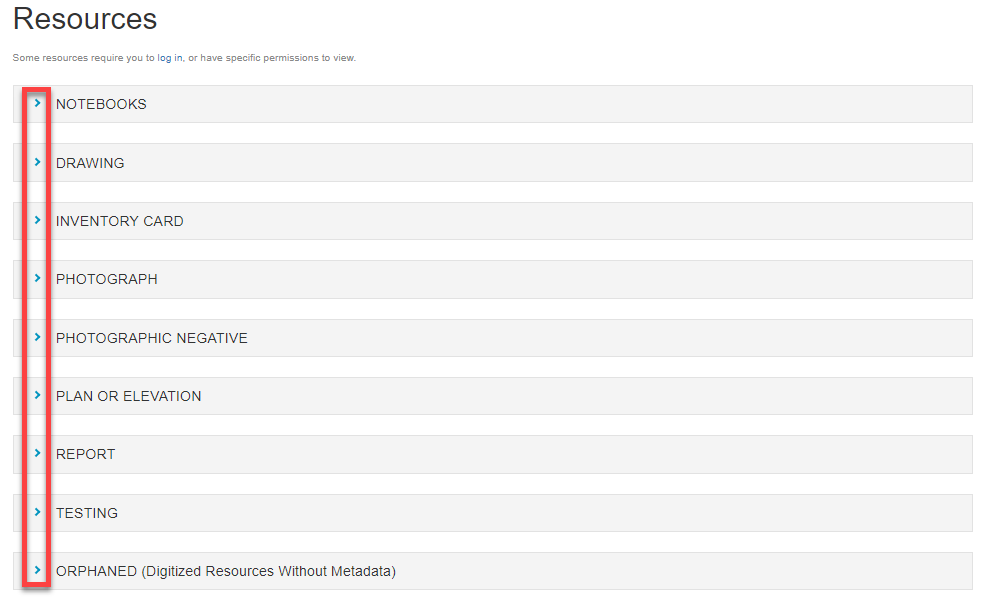 Resources
Some resources require you to log in, or have specific permissions to view.
NOTEBOOKS
DRAWING
INVENTORY CARD
PHOTOGRAPH
PHOTOGRAPHIC NEGATIVE
PLAN OR ELEVATION
REPORT
TESTING
ORPHANED (Digitized Resources Without Metadata)